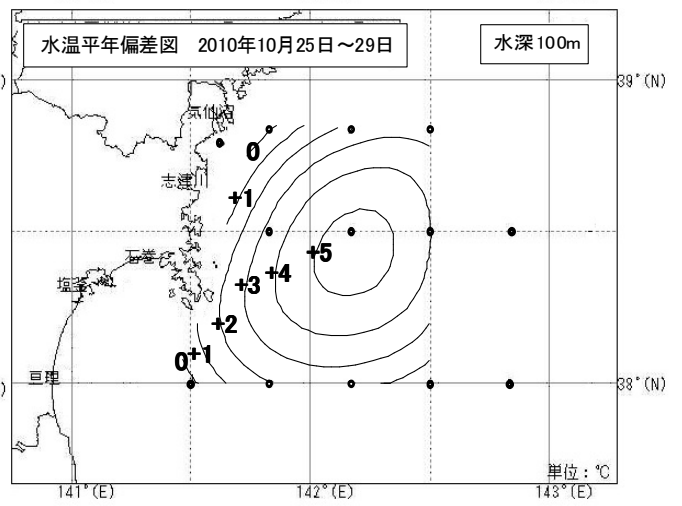 水温平年偏差図 2010年10月25日～29日
水深100m
39°(N)
気仙沼
0
志津川
+1
+5
石巻
+4
塩釜
+3
+2
+1
0
亘理
38°(N)
単位：℃
141°(E)
142°(E)
143°(E)